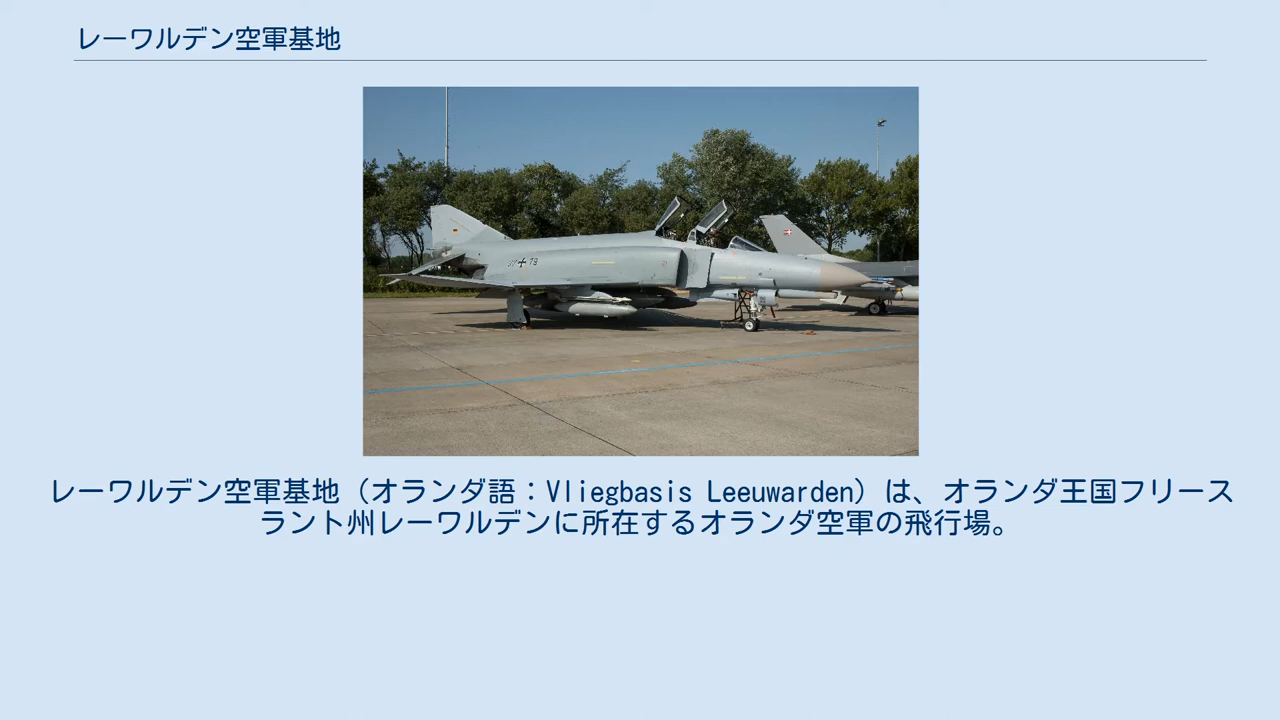 レーワルデン空軍基地
レーワルデン空軍基地（オランダ語：Vliegbasis Leeuwarden）は、オランダ王国フリース
ラント州レーワルデンに所在するオランダ空軍の飛行場。